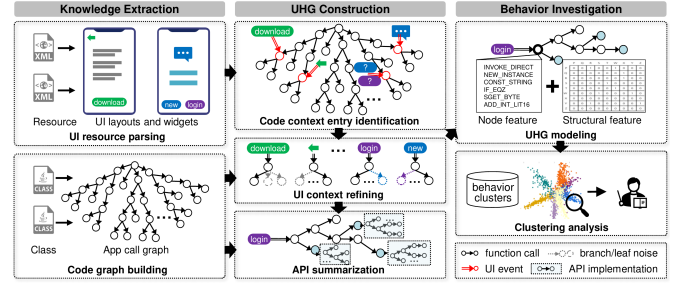 Knowledge Extraction
XML
XML
download
new
login
Resource
UI layouts and widgets
UI resource parsing
CLASS
CLASS
Class
App call graph
Code graph building
UHG Construction
download
?
?
Code context entry identification
download
login
new
UI context refining
login
API summarization
Behavior Investigation
login
INVOKE_DIRECT
NEW_INSTANCE
CONST_STRING
IF_EQZ
SGET_BYTE
ADD_INT_LIT16
Node feature
Structural feature
UHG modeling
behavior
clusters
Clustering analysis
function call
branch/leaf noise
UI event
API implementation